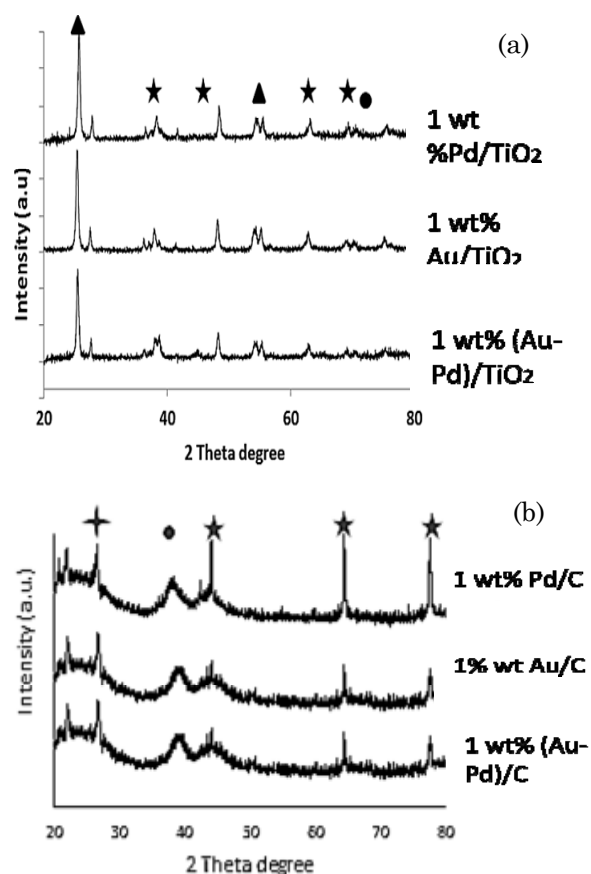 (a)
Intensity (a.u)
1 wt
%Pd/TiO₂
1 wt%
Au/TiO₂
1 wt% (Au-
Pd)/TiO₂
20 40 60 80
2 Theta degree
(b)
Intensity (a.u.)
1 wt% Pd/C
1% wt Au/C
1 wt% (Au-
Pd)/C
20 30 40 50 60 70 80
2 Theta degree